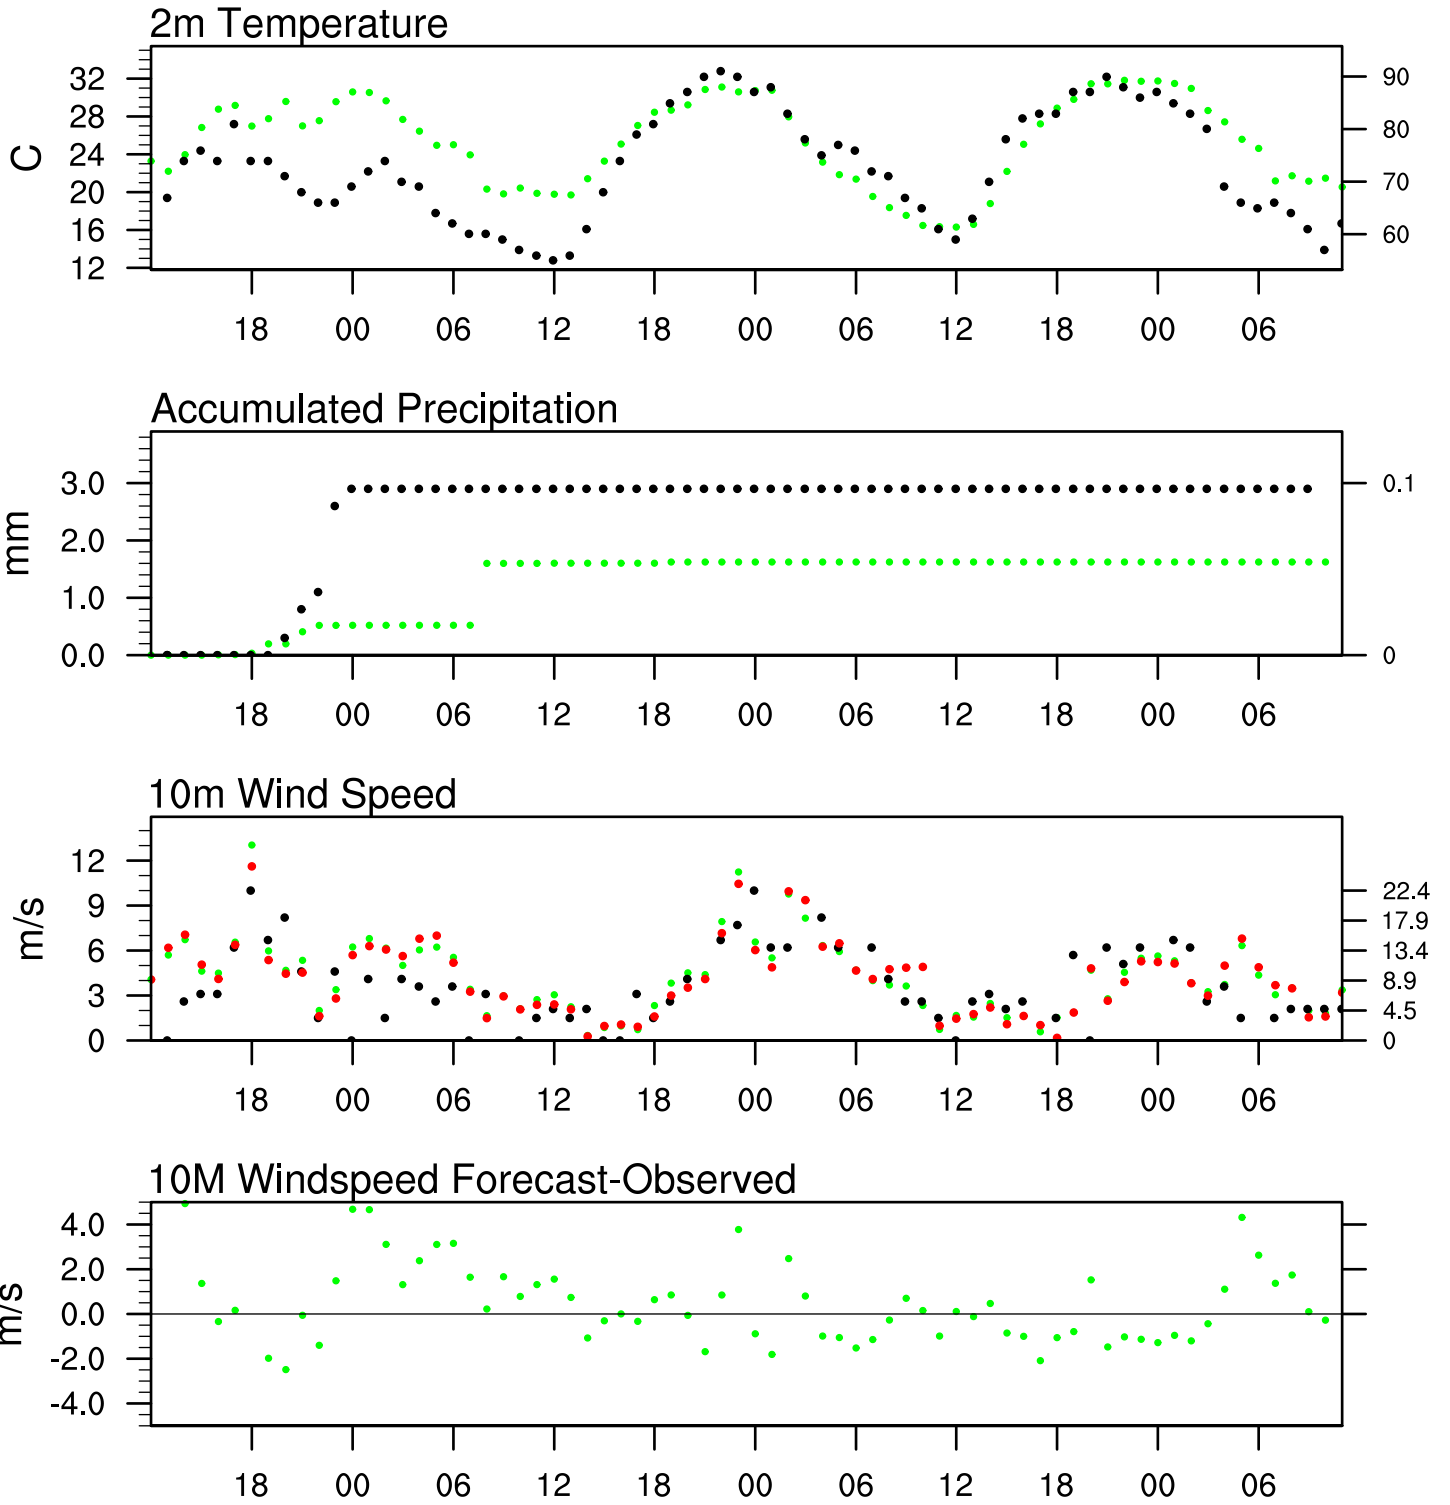 2m Temperature
C
32
28
24
20
16
12
90
80
70
60
18 00 06 12 18 00 06 12 18 00 06
Accumulated Precipitation
mm
3.0
2.0
1.0
0.0
0.1
0
18 00 06 12 18 00 06 12 18 00 06
10m Wind Speed
m/s
12
9
6
3
0
22.4
17.9
13.4
8.9
4.5
0
18 00 06 12 18 00 06 12 18 00 06
10M Windspeed Forecast-Observed
m/s
4.0
2.0
0.0
-2.0
-4.0
18 00 06 12 18 00 06 12 18 00 06